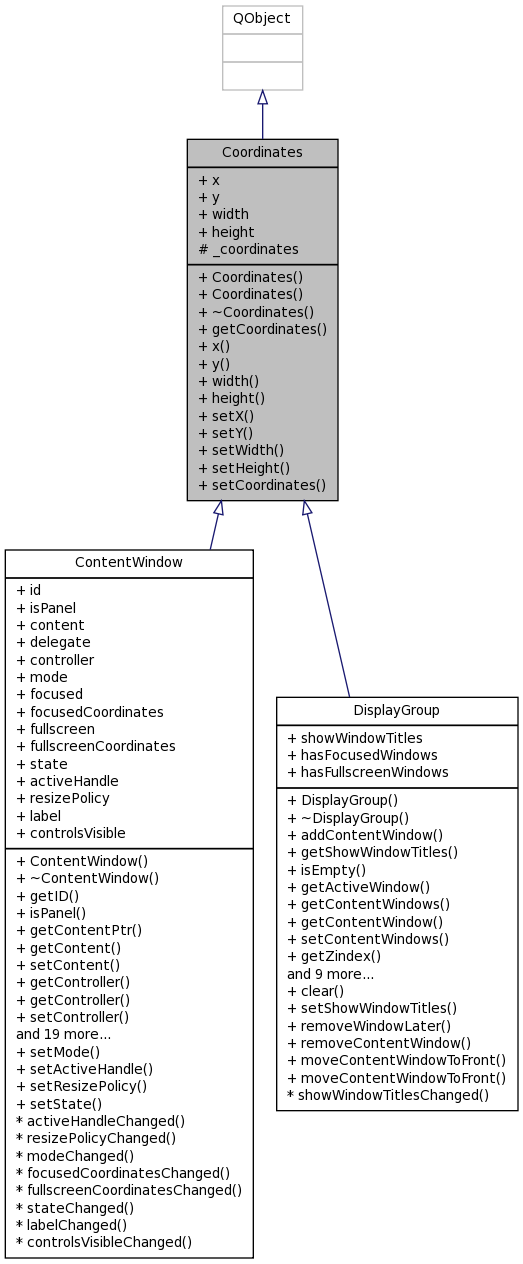 QObject
Coordinates
+ x
+ y
+ width
+ height
# _coordinates
+ Coordinates()
+ Coordinates()
+ ~Coordinates()
+ getCoordinates()
+ x()
+ y()
+ width()
+ height()
+ setX()
+ setY()
+ setWidth()
+ setHeight()
+ setCoordinates()
ContentWindow
+ id
+ isPanel
+ content
+ delegate
+ controller
+ mode
+ focused
+ focusedCoordinates
+ fullscreen
+ fullscreenCoordinates
+ state
+ activeHandle
+ resizePolicy
+ label
+ controlsVisible
+ ContentWindow()
+ ~ContentWindow()
+ getID()
+ isPanel()
+ getContentPtr()
+ getContent()
+ setContent()
+ getController()
+ getController()
+ setController()
and 19 more...
+ setMode()
+ setActiveHandle()
+ setResizePolicy()
+ setState()
* activeHandleChanged()
* resizePolicyChanged()
* modeChanged()
* focusedCoordinatesChanged()
* fullscreenCoordinatesChanged()
* stateChanged()
* labelChanged()
* controlsVisibleChanged()
DisplayGroup
+ showWindowTitles
+ hasFocusedWindows
+ hasFullscreenWindows
+ DisplayGroup()
+ ~DisplayGroup()
+ addContentWindow()
+ getShowWindowTitles()
+ isEmpty()
+ getActiveWindow()
+ getContentWindows()
+ getContentWindow()
+ setContentWindows()
+ getZindex()
and 9 more...
+ clear()
+ setShowWindowTitles()
+ removeWindowLater()
+ removeContentWindow()
+ moveContentWindowToFront()
+ moveContentWindowToFront()
* showWindowTitlesChanged()